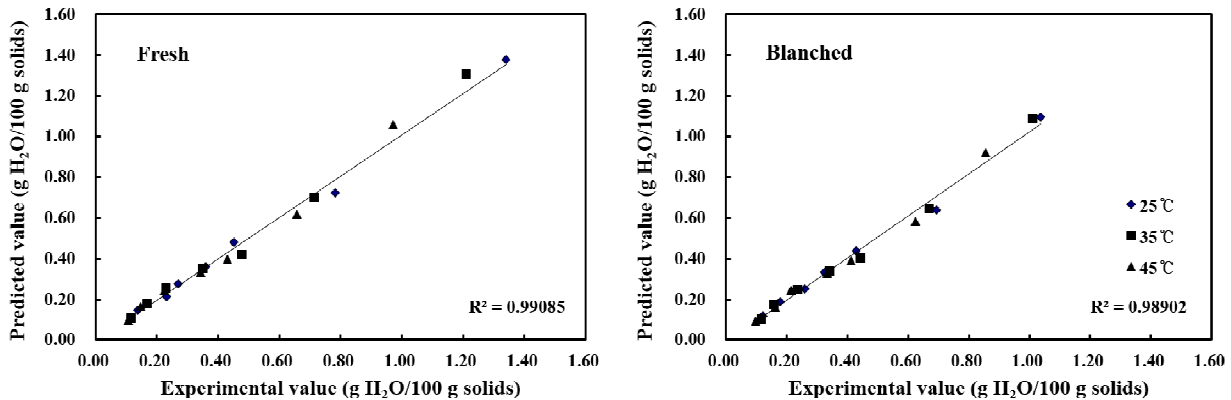 1.60
1.40
1.20
1.00
0.80
0.60
0.40
0.20
0.00
Predicted value (g H₂O/100 g solids)
Fresh
R² = 0.99085
0.00 0.20 0.40 0.60 0.80 1.00 1.20 1.40 1.60
Experimental value (g H₂O/100 g solids)
1.60
1.40
1.20
1.00
0.80
0.60
0.40
0.20
0.00
Predicted value (g H₂O/100 g solids)
Blanched
25℃
35℃
45℃
R² = 0.98902
0.00 0.20 0.40 0.60 0.80 1.00 1.20 1.40 1.60
Experimental value (g H₂O/100 g solids)